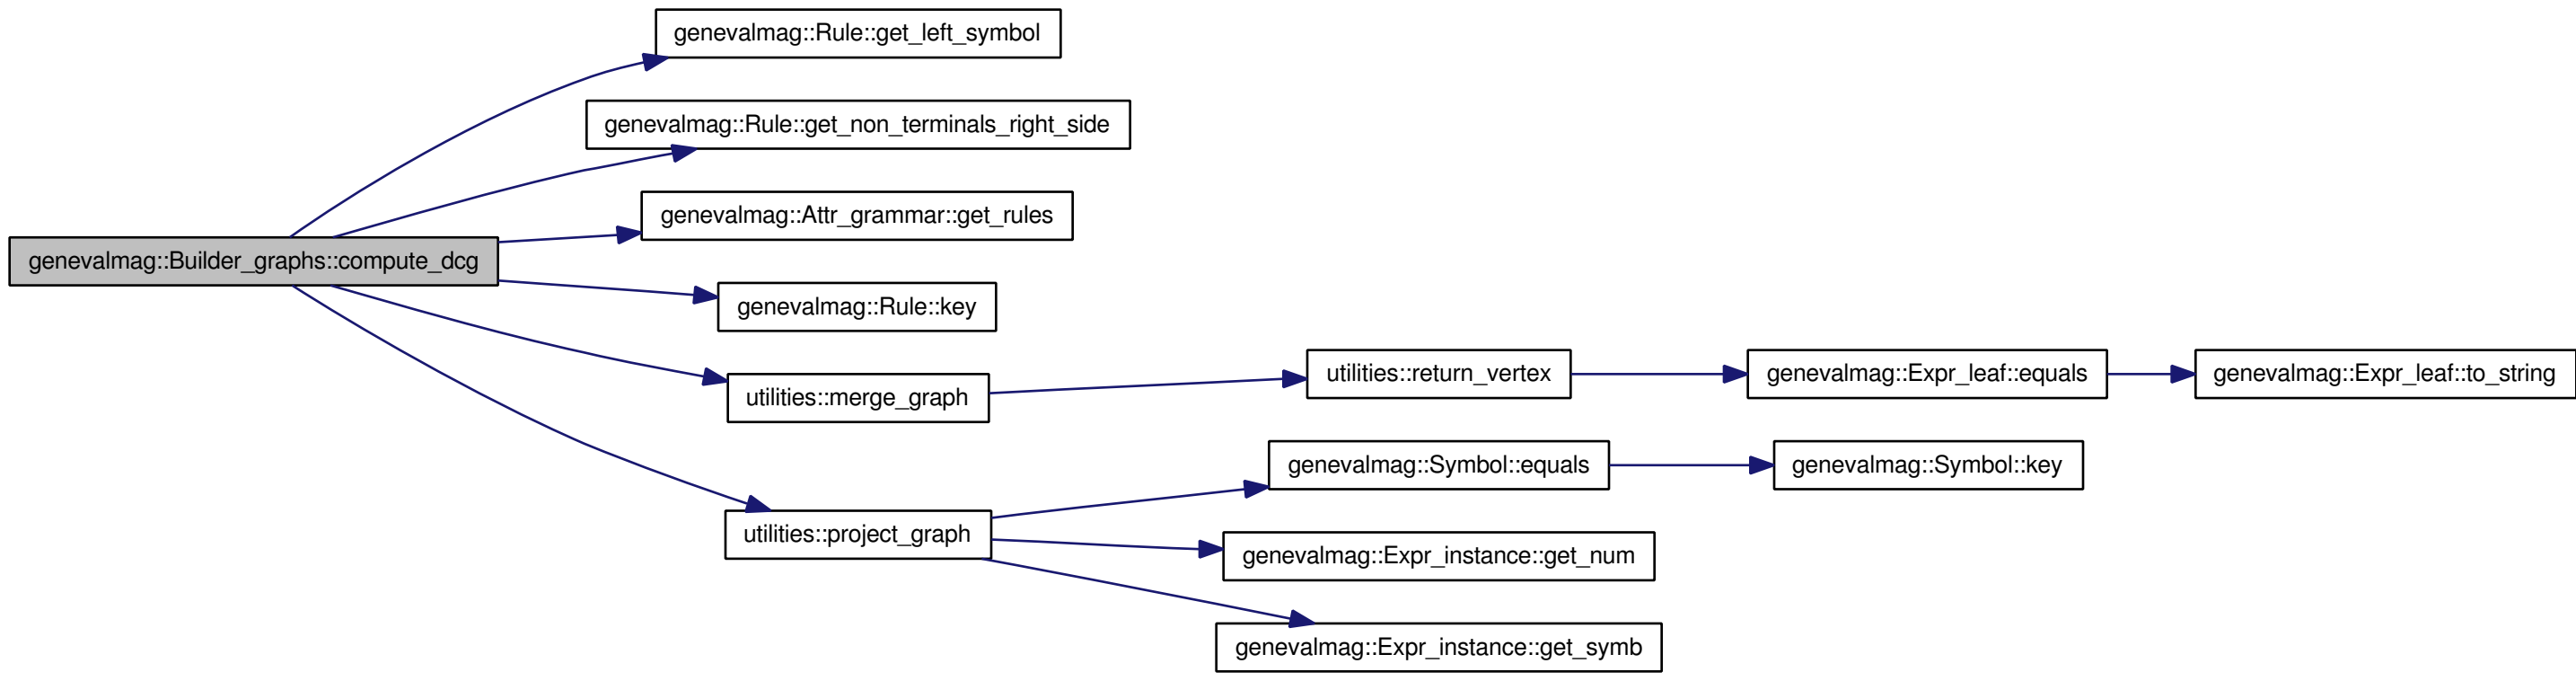 genevalmag::Rule::get_left_symbol
genevalmag::Rule::get_non_terminals_right_side
genevalmag::Attr_grammar::get_rules
genevalmag::Builder_graphs::compute_dcg
genevalmag::Rule::key
utilities::merge_graph
utilities::return_vertex
genevalmag::Expr_leaf::equals
genevalmag::Expr_leaf::to_string
genevalmag::Symbol::equals
genevalmag::Symbol::key
utilities::project_graph
genevalmag::Expr_instance::get_num
genevalmag::Expr_instance::get_symb